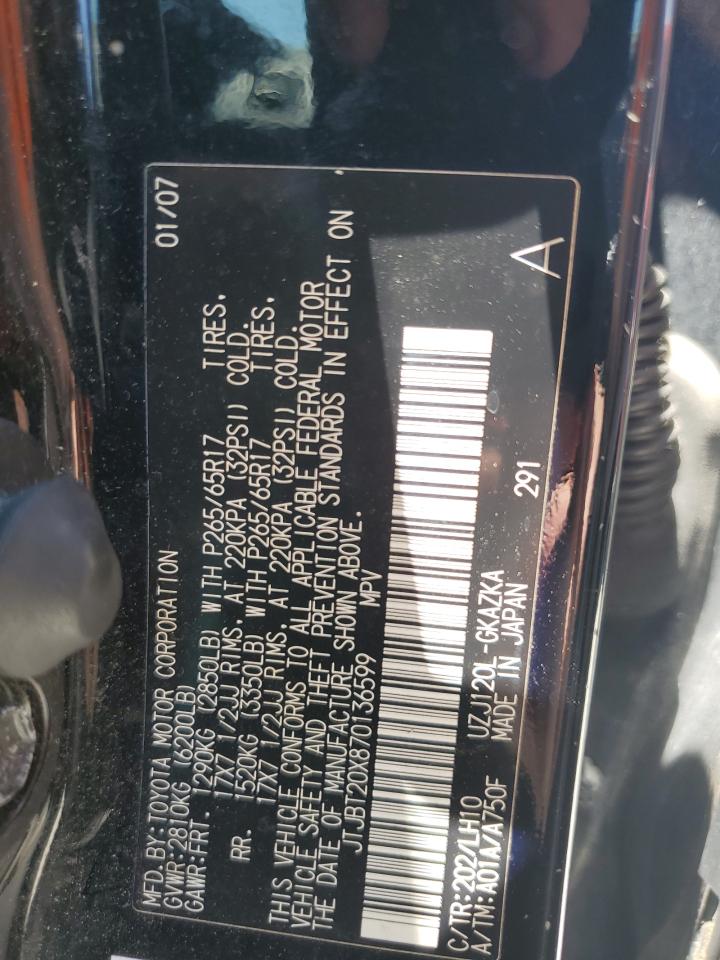 MFD. BY: TOYOTA MOTOR CORPORATION 01/07
GVWR: 2810KG (6200LB)
GAWR: FRT. 1290KG (2850LB) WITH P265/65R17 TIRES,
17X7 1/2JJ RIMS, AT 220KPA (32PSI) COLD.
RR. 1520KG (3350LB) WITH P265/65R17 TIRES,
17X7 1/2JJ RIMS, AT 220KPA (32PSI) COLD.
THIS VEHICLE CONFORMS TO ALL APPLICABLE FEDERAL MOTOR
VEHICLE SAFETY AND THEFT PREVENTION STANDARDS IN EFFECT ON
THE DATE OF MANUFACTURE SHOWN ABOVE.
JTJBT20X870136599 MPV
C/TR: 202/LH10 UZJ120L-GKAZKA 291 A
A/TM: A01A/A750F MADE IN JAPAN